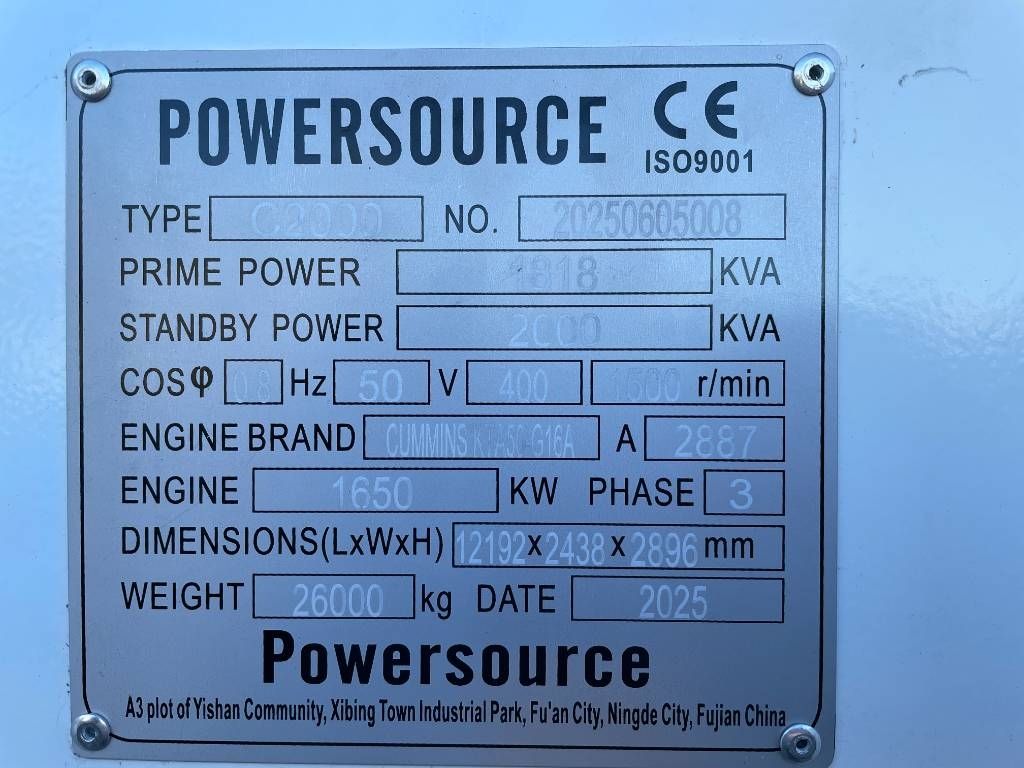 POWERSOURCE CE
ISO9001
TYPE C2000 NO. 20250605008
PRIME POWER 1818 KVA
STANDBY POWER 2000 KVA
COSφ 0.8 Hz 50 V 400 1500 r/min
ENGINE BRAND CUMMINS KTA50-G16A A 2887
ENGINE 1650 KW PHASE 3
DIMENSIONS(LxWxH) 12192 x 2438 x 2896 mm
WEIGHT 26000 kg DATE 2025
Powersource
A3 plot of Yishan Community, Xibing Town Industrial Park, Fu'an City, Ningde City, Fujian China